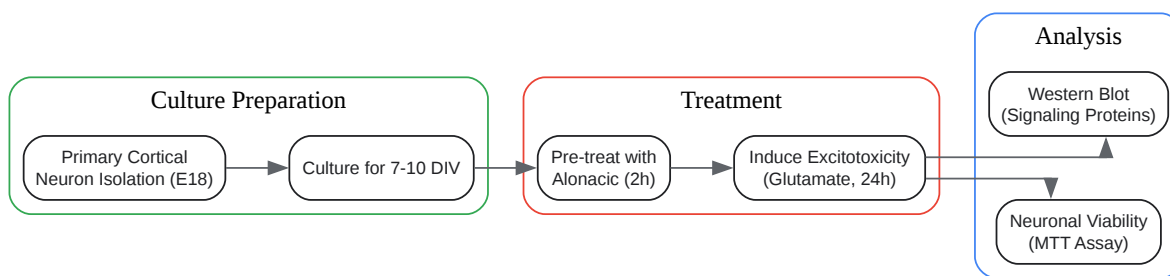 Culture Preparation
Primary Cortical
Neuron Isolation (E18)
Culture for 7-10 DIV
Treatment
Pre-treat with
Alonacic (2h)
Induce Excitotoxicity
(Glutamate, 24h)
Analysis
Western Blot
(Signaling Proteins)
Neuronal Viability
(MTT Assay)